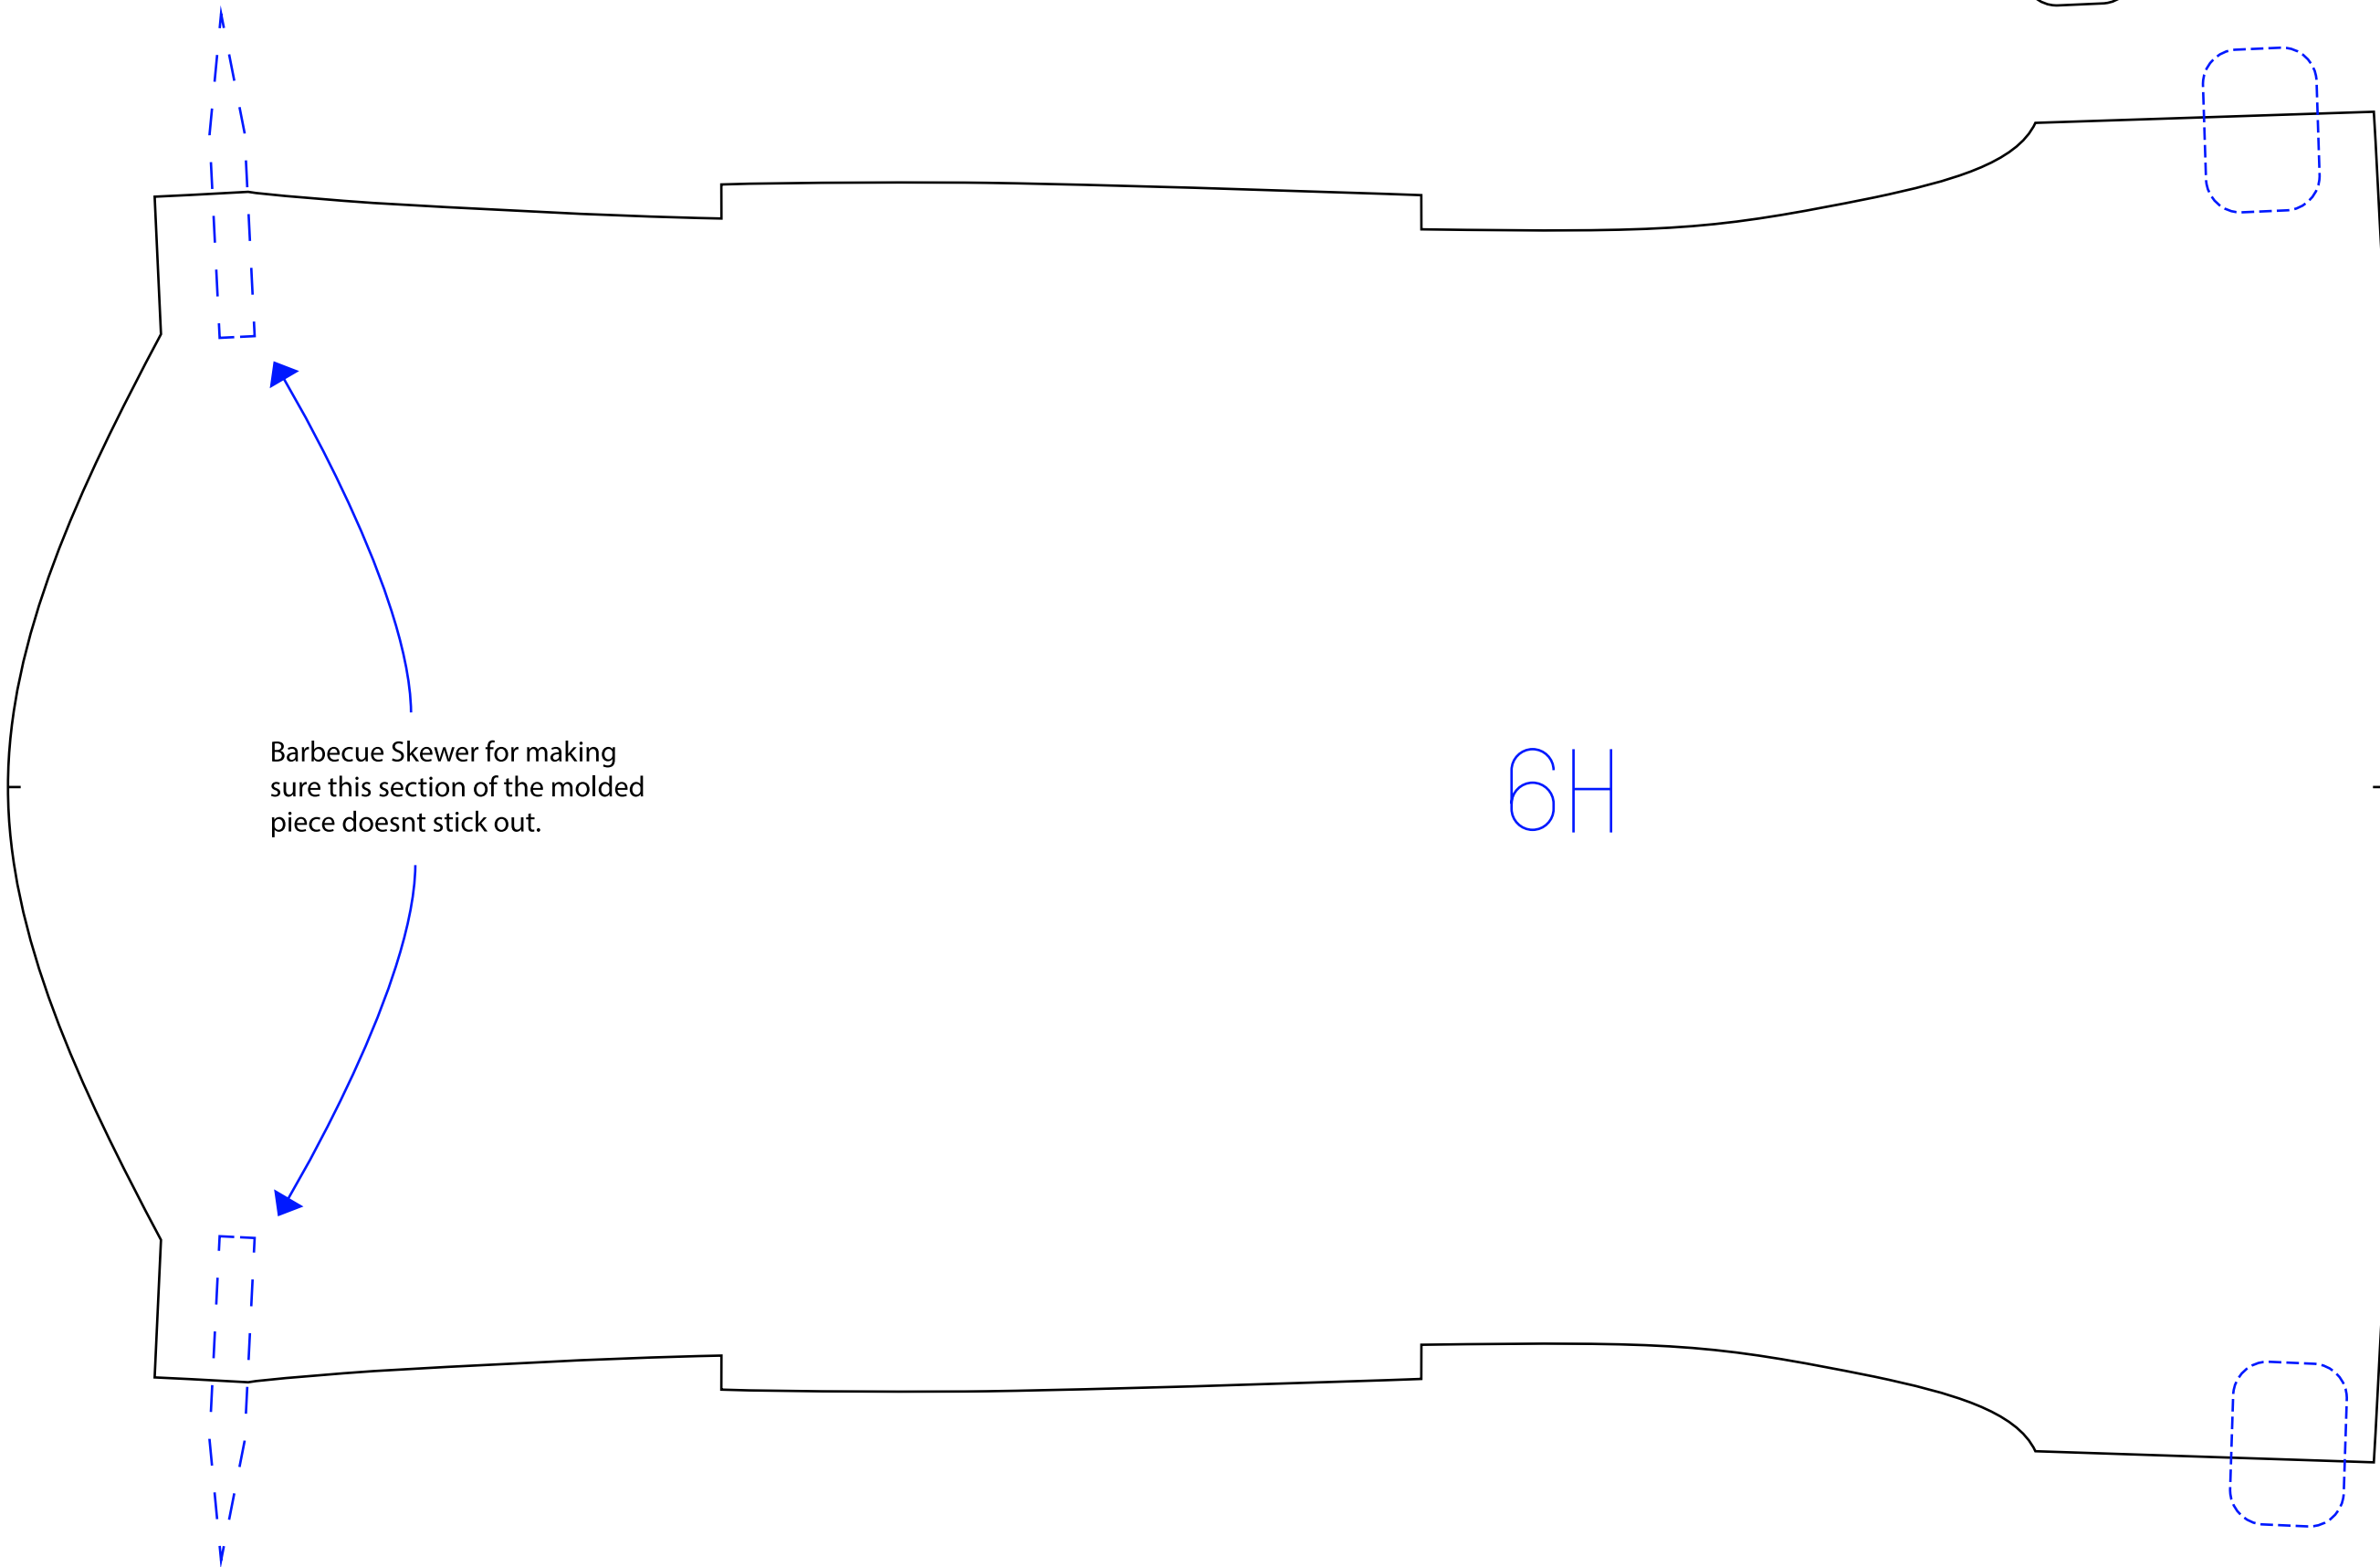 Barbecue Skewer for making
sure this section of the molded
piece doesnt stick out.
6H